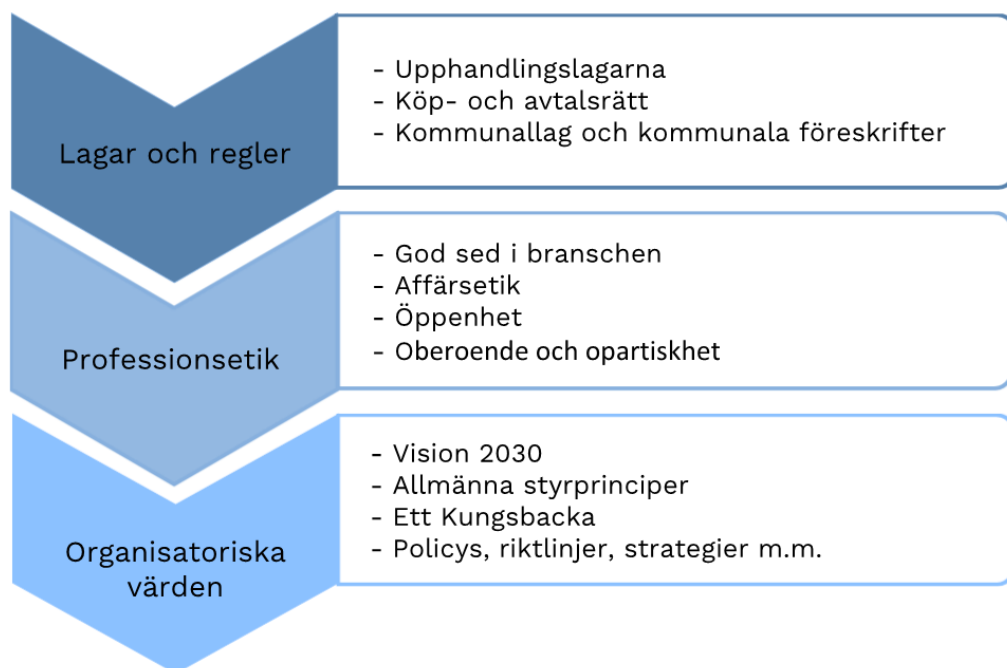 Lagar och regler
- Upphandlingslagarna
- Köp- och avtalsrätt
- Kommunallag och kommunala föreskrifter
Professionsetik
- God sed i branschen
- Affärsetik
- Öppenhet
- Oberoende och opartiskhet
Organisatoriska
värden
- Vision 2030
- Allmänna styrprinciper
- Ett Kungsbacka
- Policys, riktlinjer, strategier m.m.